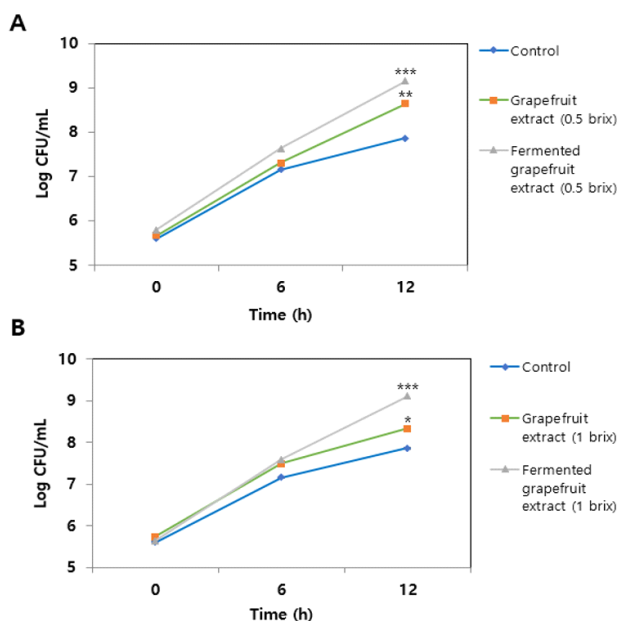 A
10
9
8
7
6
5
Log CFU/mL
0 6 12
Time (h)
***
**
Control
Grapefruit
extract (0.5 brix)
Fermented
grapefruit
extract (0.5 brix)
B
10
9
8
7
6
5
Log CFU/mL
0 6 12
Time (h)
***
*
Control
Grapefruit
extract (1 brix)
Fermented
grapefruit
extract (1 brix)